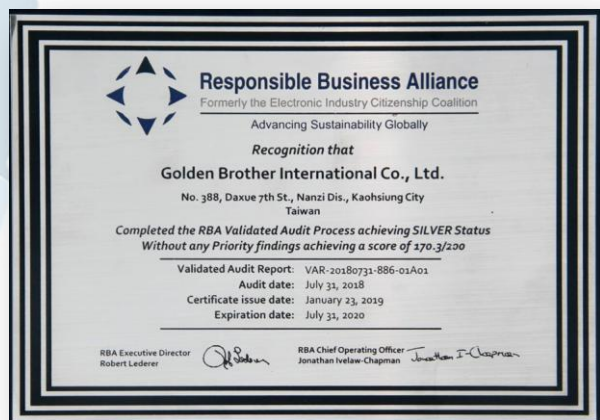 Responsible Business Alliance
Formerly the Electronic Industry Citizenship Coalition
Advancing Sustainability Globally
Recognition that
Golden Brother International Co., Ltd.
No. 388, Daxue 7th St., Nanzi Dis., Kaohsiung City
Taiwan
Completed the RBA Validated Audit Process achieving SILVER Status
Without any Priority findings achieving a score of 170.3/200
Validated Audit Report: VAR-20180731-886-01A01
Audit date: July 31, 2018
Certificate issue date: January 23, 2019
Expiration date: July 31, 2020
RBA Executive Director
Robert Lederer
RBA Chief Operating Officer
Jonathan Ivelaw-Chapman
Jonathan I-Chapman